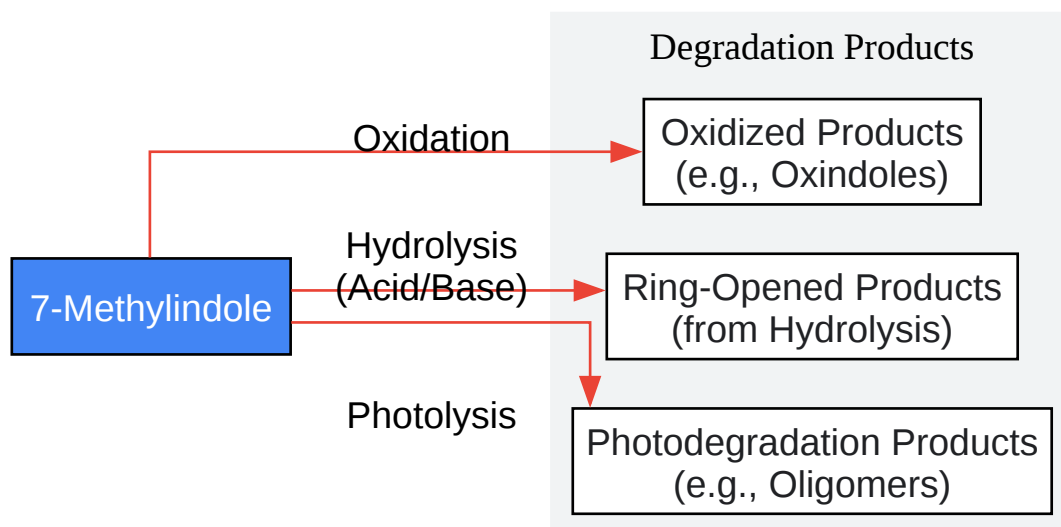 Degradation Products
Oxidation
Oxidized Products
(e.g., Oxindoles)
Hydrolysis
(Acid/Base)
7-Methylindole
Ring-Opened Products
(from Hydrolysis)
Photolysis
Photodegradation Products
(e.g., Oligomers)